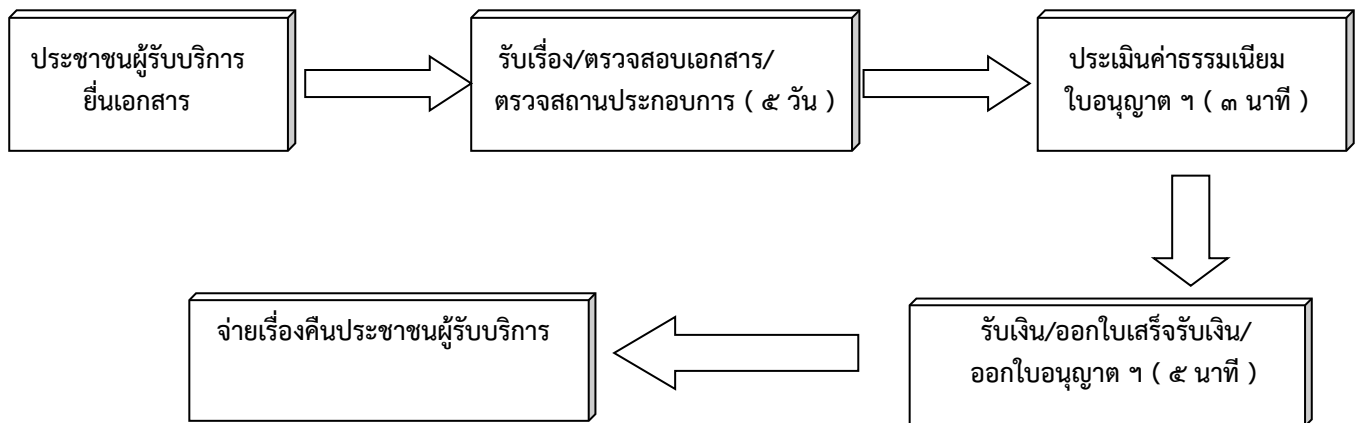 ประชาชนผู้รับบริการ
ยื่นเอกสาร
รับเรื่อง/ตรวจสอบเอกสาร/
ตรวจสถานประกอบการ ( ๕ วัน )
ประเมินค่าธรรมเนียม
ใบอนุญาต ฯ ( ๓ นาที )
รับเงิน/ออกใบเสร็จรับเงิน/
ออกใบอนุญาต ฯ ( ๕ นาที )
จ่ายเรื่องคืนประชาชนผู้รับบริการ